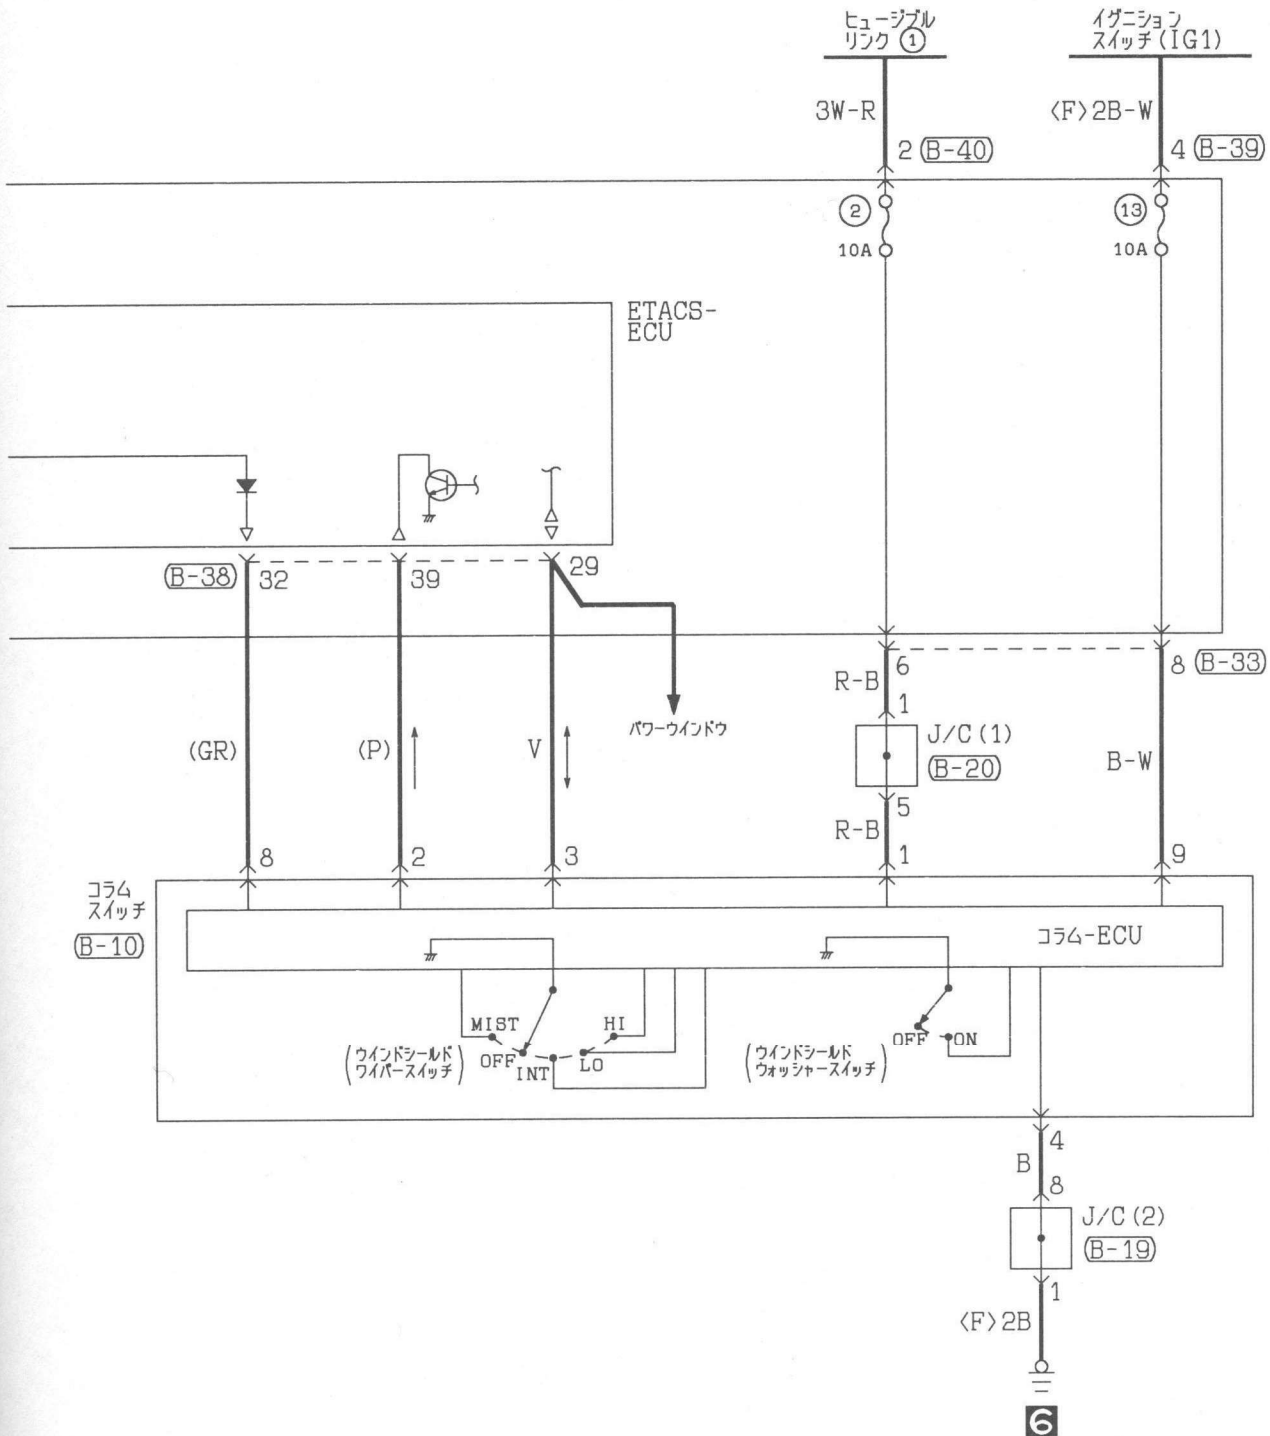 ヒュージブル
リンク ①
イグニション
スイッチ(IG1)
3W-R
<F>2B-W
2 B-40
4 B-39
②
⑬
10A
10A
ETACS-
ECU
B-38
32
39
29
6
8 B-33
R-B
1
パワーウインドウ
J/C(1)
B-20
(GR)
(P)
V
B-W
5
R-B
8
2
3
1
9
コラム
スイッチ
B-10
コラム-ECU
MIST
HI
OFF
INT
LO
(ウインドシールド
ワイパースイッチ)
OFF
ON
(ウインドシールド
ウォッシャースイッチ)
4
B
8
J/C(2)
B-19
1
<F>2B
6